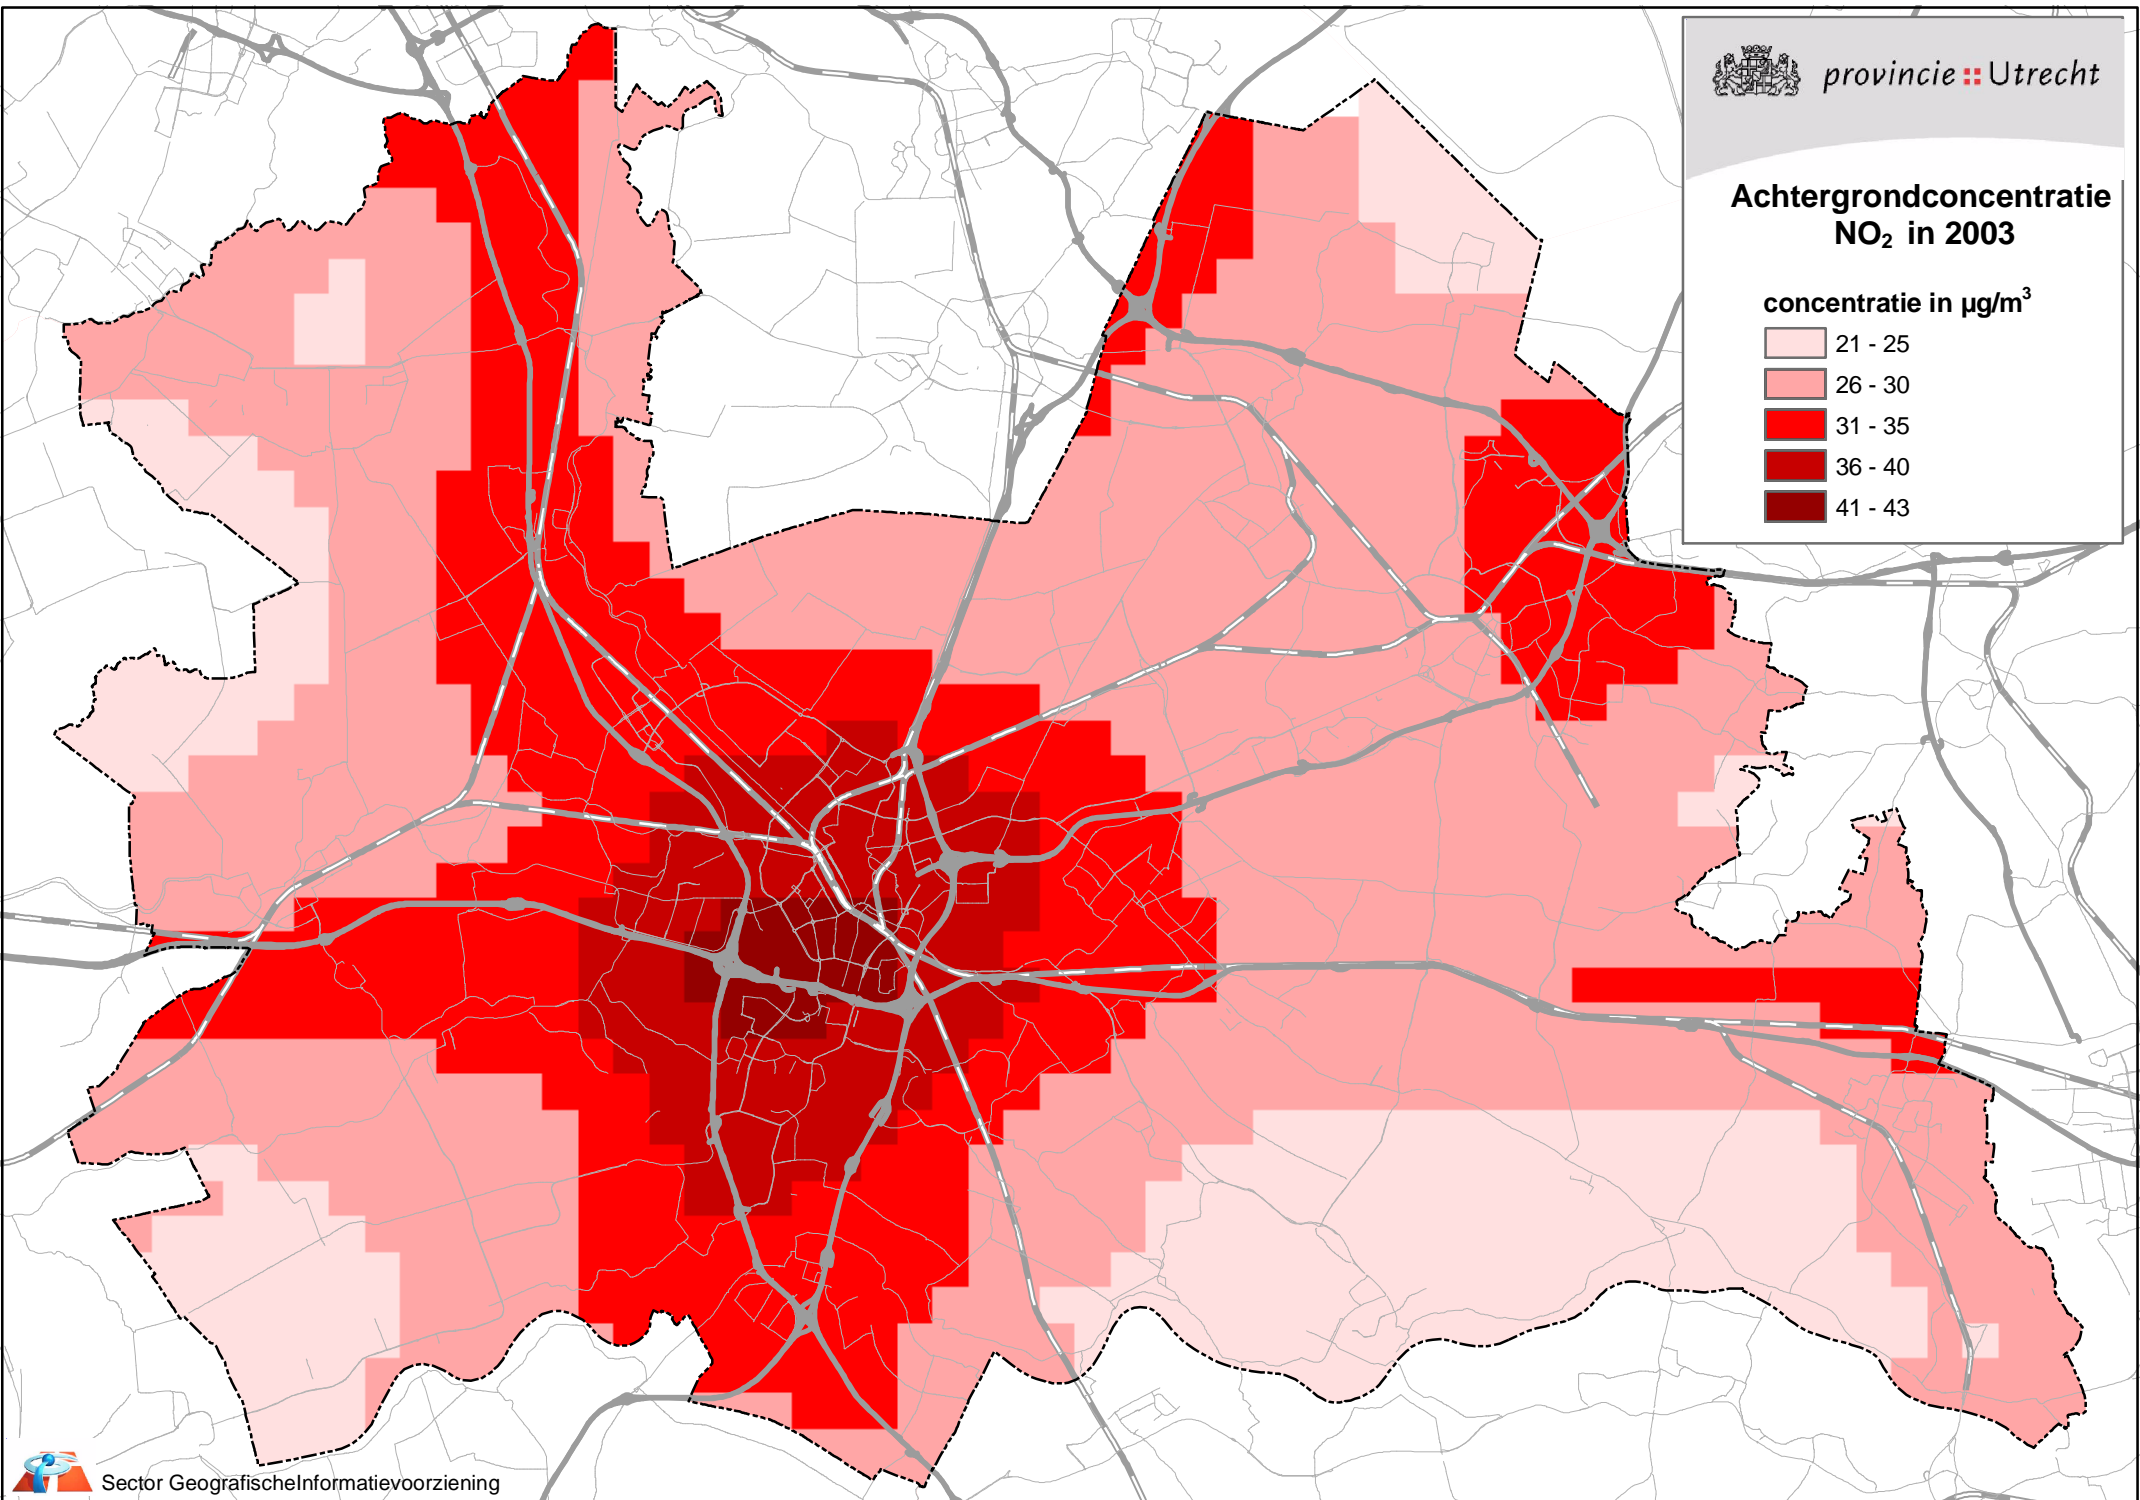 provincie :: Utrecht
Achtergrondconcentratie
NO₂ in 2003
concentratie in µg/m³
21 - 25
26 - 30
31 - 35
36 - 40
41 - 43
Sector GeografischeInformatievoorziening